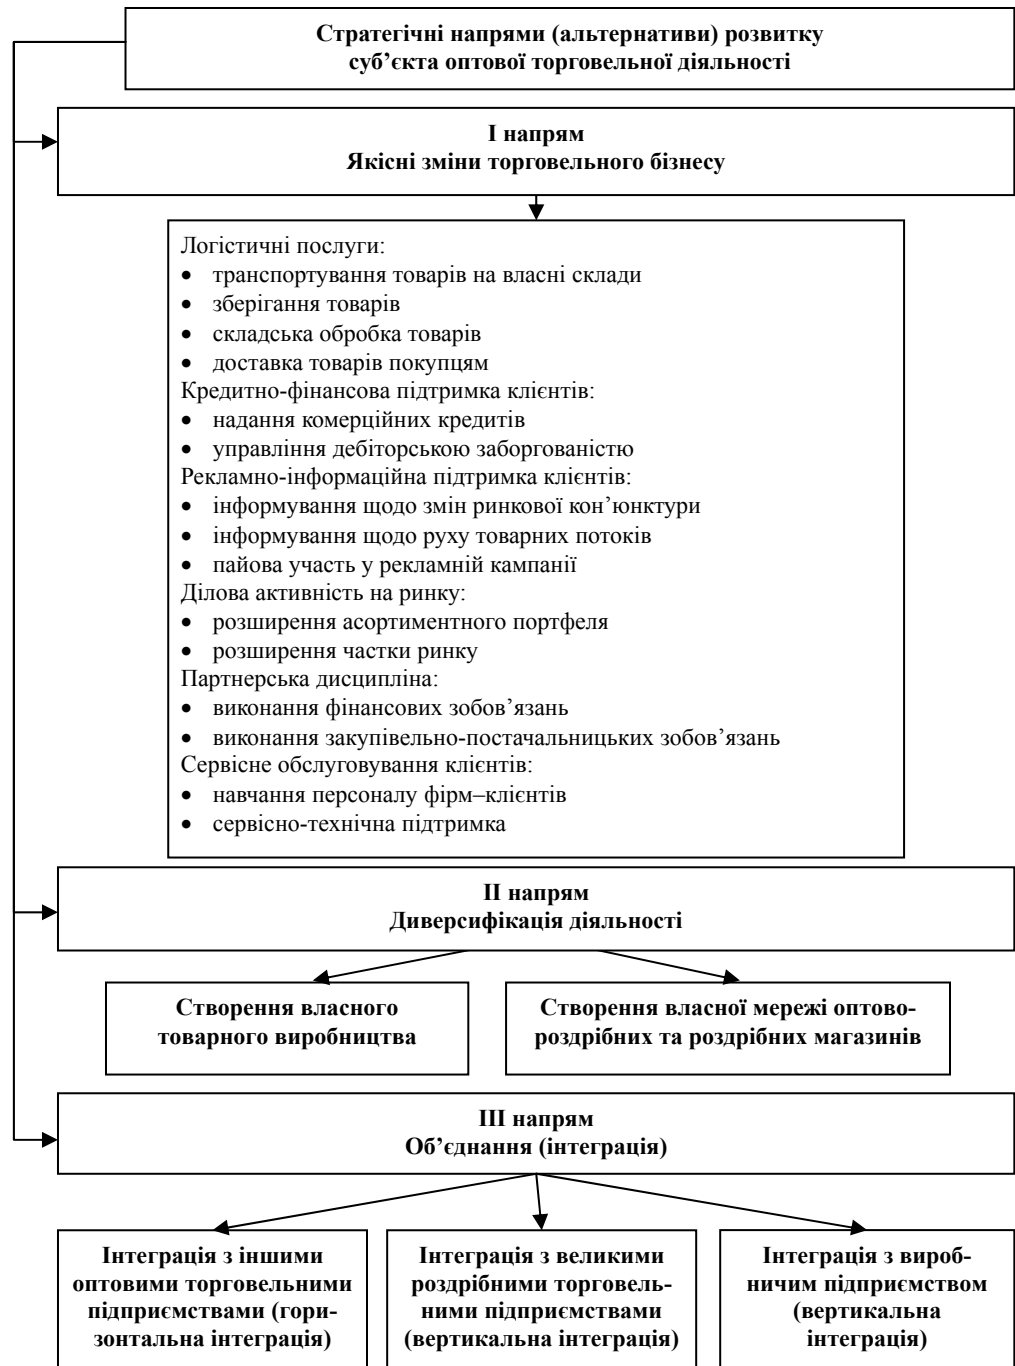 Стратегічні напрями (альтернативи) розвитку
суб’єкта оптової торговельної діяльності
І напрям
Якісні зміни торговельного бізнесу
Логістичні послуги:
• транспортування товарів на власні склади
• зберігання товарів
• складська обробка товарів
• доставка товарів покупцям
Кредитно-фінансова підтримка клієнтів:
• надання комерційних кредитів
• управління дебіторською заборгованістю
Рекламно-інформаційна підтримка клієнтів:
• інформування щодо змін ринкової кон’юнктури
• інформування щодо руху товарних потоків
• пайова участь у рекламній кампанії
Ділова активність на ринку:
• розширення асортиментного портфеля
• розширення частки ринку
Партнерська дисципліна:
• виконання фінансових зобов’язань
• виконання закупівельно-постачальницьких зобов’язань
Сервісне обслуговування клієнтів:
• навчання персоналу фірм–клієнтів
• сервісно-технічна підтримка
ІІ напрям
Диверсифікація діяльності
Створення власного
товарного виробництва
Створення власної мережі оптово-
роздрібних та роздрібних магазинів
ІІІ напрям
Об’єднання (інтеграція)
Інтеграція з іншими
оптовими торговельними
підприємствами (гори-
зонтальна інтеграція)
Інтеграція з великими
роздрібними торговель-
ними підприємствами
(вертикальна інтеграція)
Інтеграція з вироб-
ничим підприємством
(вертикальна
інтеграція)